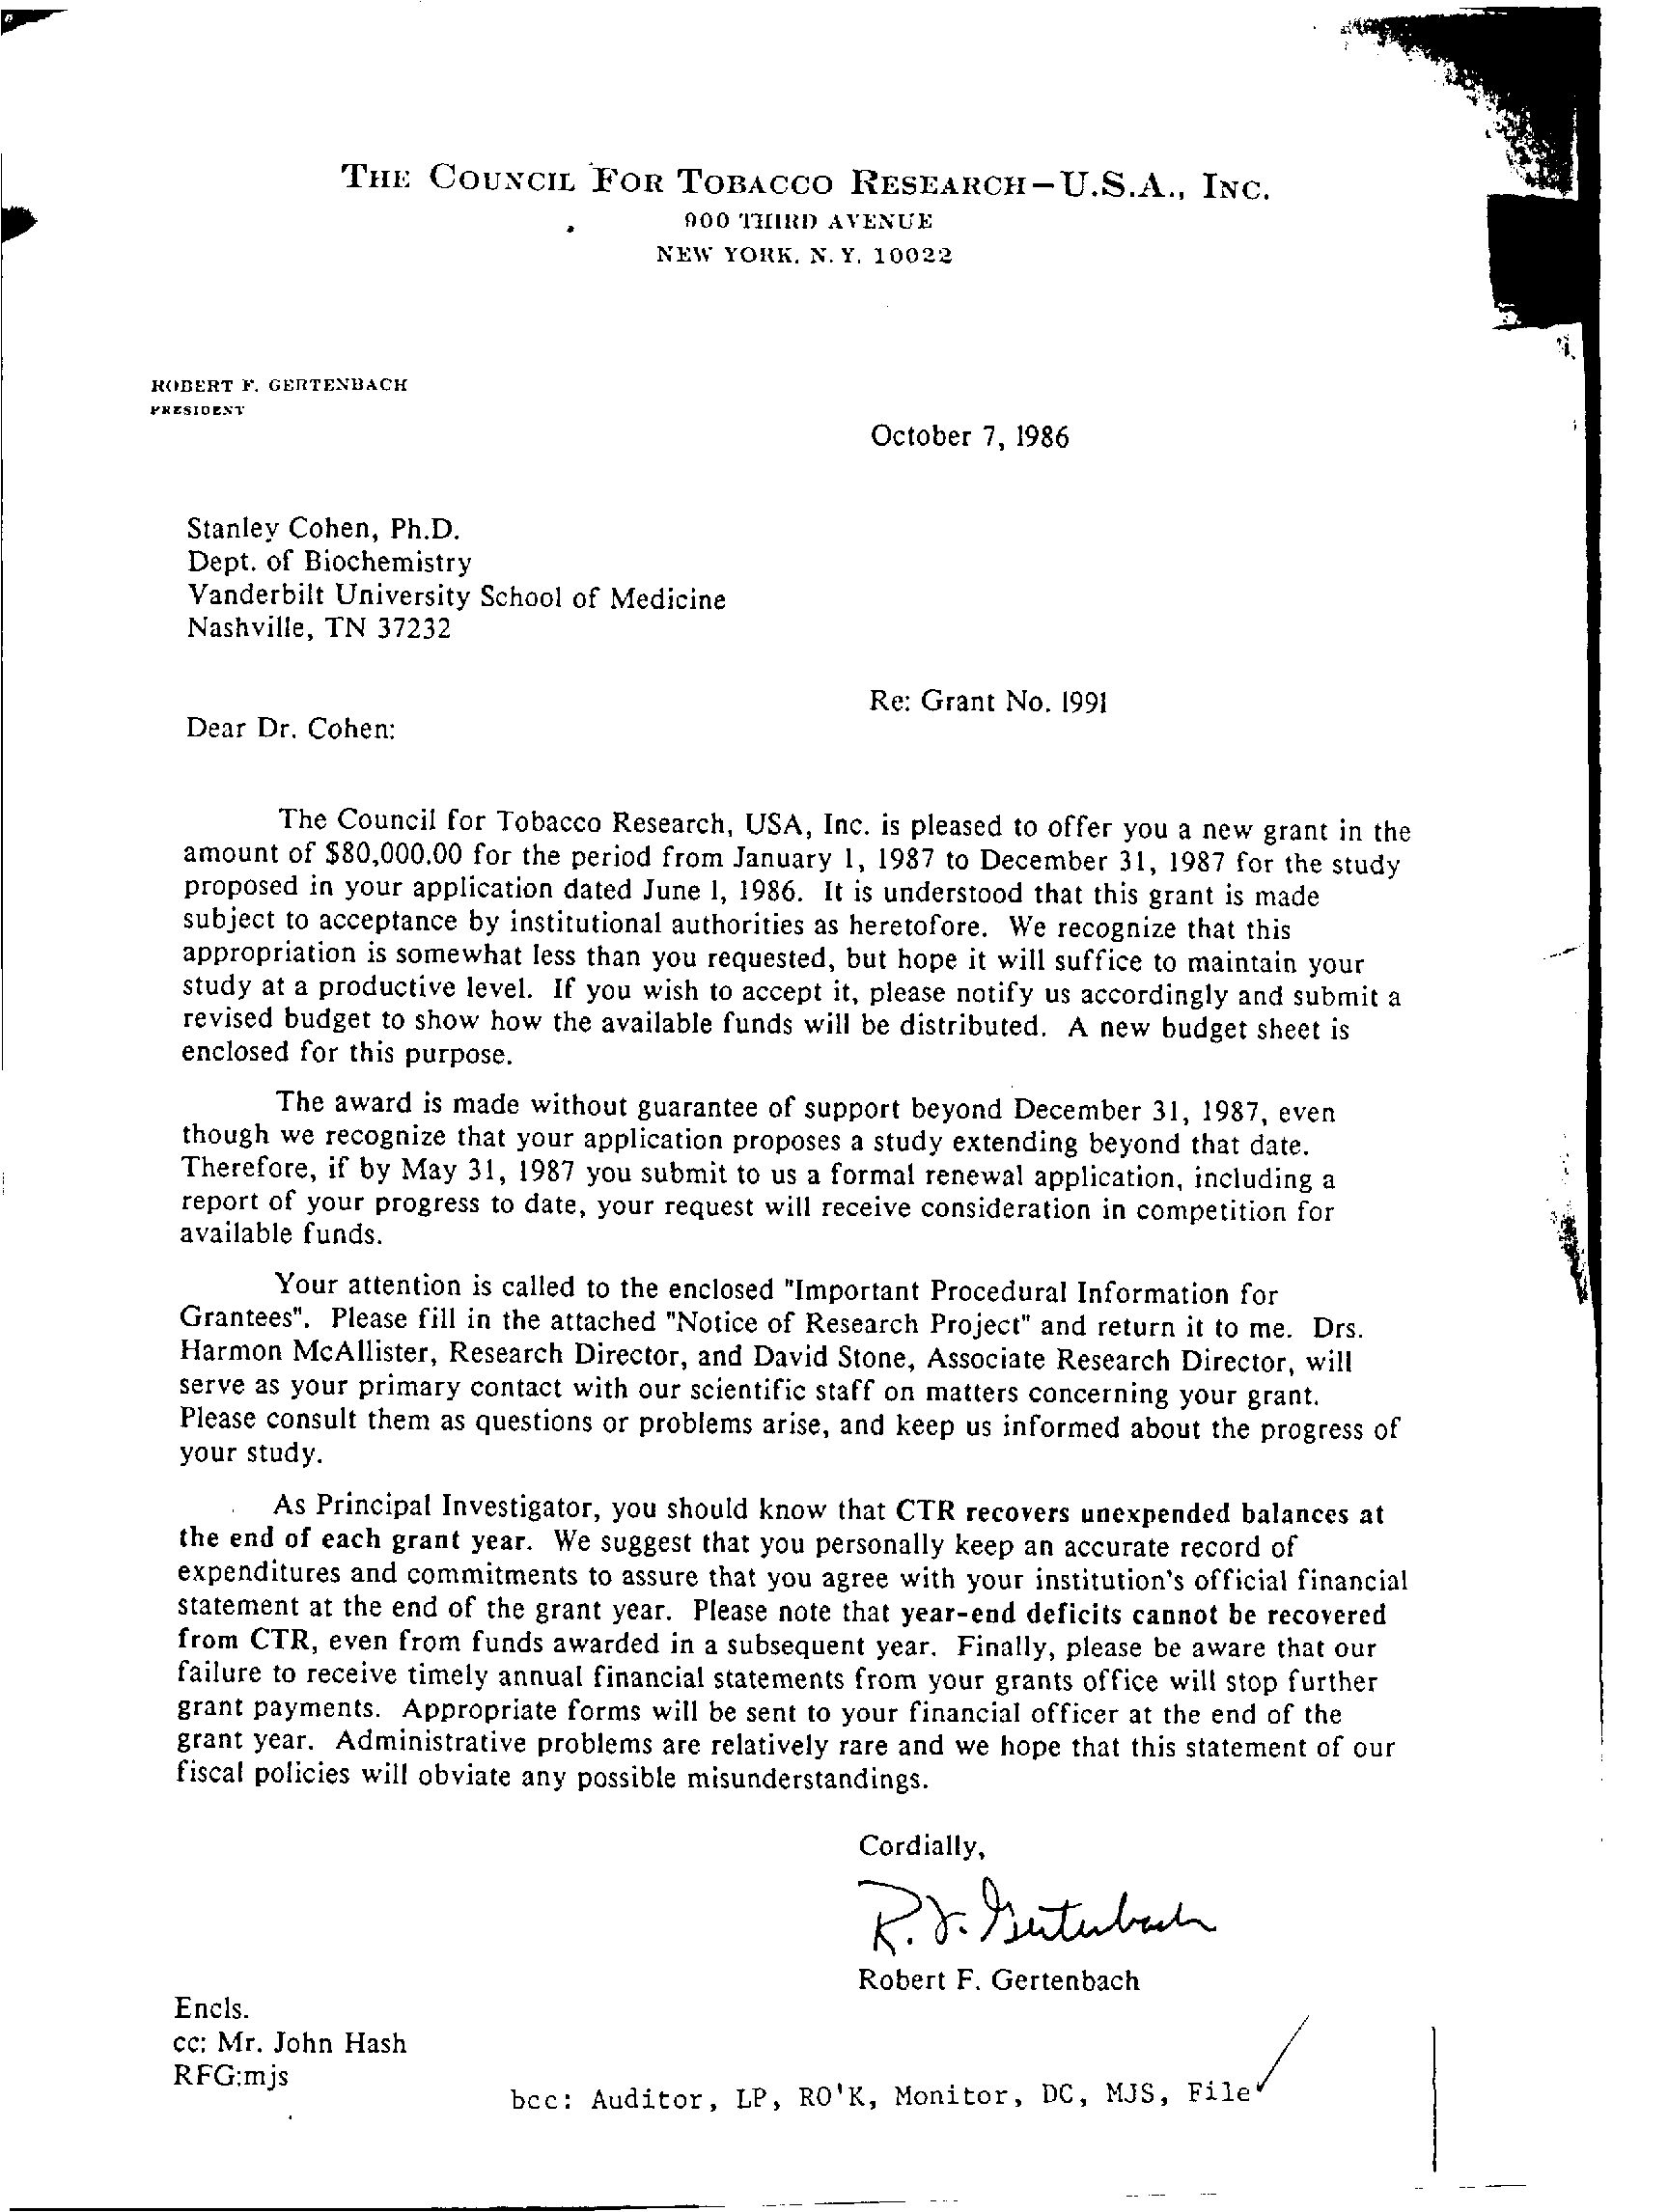 THE COUNCIL FOR TOBACCO RESEARCH-U.S.A., INC.
900 THIRD AVENUE
NEW YORK, N.Y. 10022
ROBERT F. GERTENBACH
PRESIDENT
October 7, 1986
Stanley Cohen, Ph.D.
Dept. of Biochemistry
Vanderbilt University School of Medicine
Nashville, TN 37232
Re: Grant No. 1991
Dear Dr. Cohen:
The Council for Tobacco Research, USA, Inc. is pleased to offer you a new grant in the
amount of $80,000.00 for the period from January 1, 1987 to December 31, 1987 for the study
proposed in your application dated June 1, 1986. It is understood that this grant is made
subject to acceptance by institutional authorities as heretofore. We recognize that this
appropriation is somewhat less than you requested, but hope it will suffice to maintain your
study at a productive level. If you wish to accept it, please notify us accordingly and submit a
revised budget to show how the available funds will be distributed. A new budget sheet is
enclosed for this purpose.
The award is made without guarantee of support beyond December 31, 1987, even
though we recognize that your application proposes a study extending beyond that date.
Therefore, if by May 31, 1987 you submit to us a formal renewal application, including a
report of your progress to date, your request will receive consideration in competition for
available funds.
Your attention is called to the enclosed "Important Procedural Information for
Grantees". Please fill in the attached "Notice of Research Project" and return it to me. Drs.
Harmon McAllister, Research Director, and David Stone, Associate Research Director, will
serve as your primary contact with our scientific staff on matters concerning your grant.
Please consult them as questions or problems arise, and keep us informed about the progress of
your study.
As Principal Investigator, you should know that CTR recovers unexpended balances at
the end of each grant year. We suggest that you personally keep an accurate record of
expenditures and commitments to assure that you agree with your institution's official financial
statement at the end of the grant year. Please note that year-end deficits cannot be recovered
from CTR, even from funds awarded in a subsequent year. Finally, please be aware that our
failure to receive timely annual financial statements from your grants office will stop further
grant payments. Appropriate forms will be sent to your financial officer at the end of the
grant year. Administrative problems are relatively rare and we hope that this statement of our
fiscal policies will obviate any possible misunderstandings.
Cordially,
R. F. Gertenbach
Robert F. Gertenbach
Encls.
cc: Mr. John Hash
RFG:mjs
bcc: Auditor, LP, RO'K, Monitor, DC, MJS, File